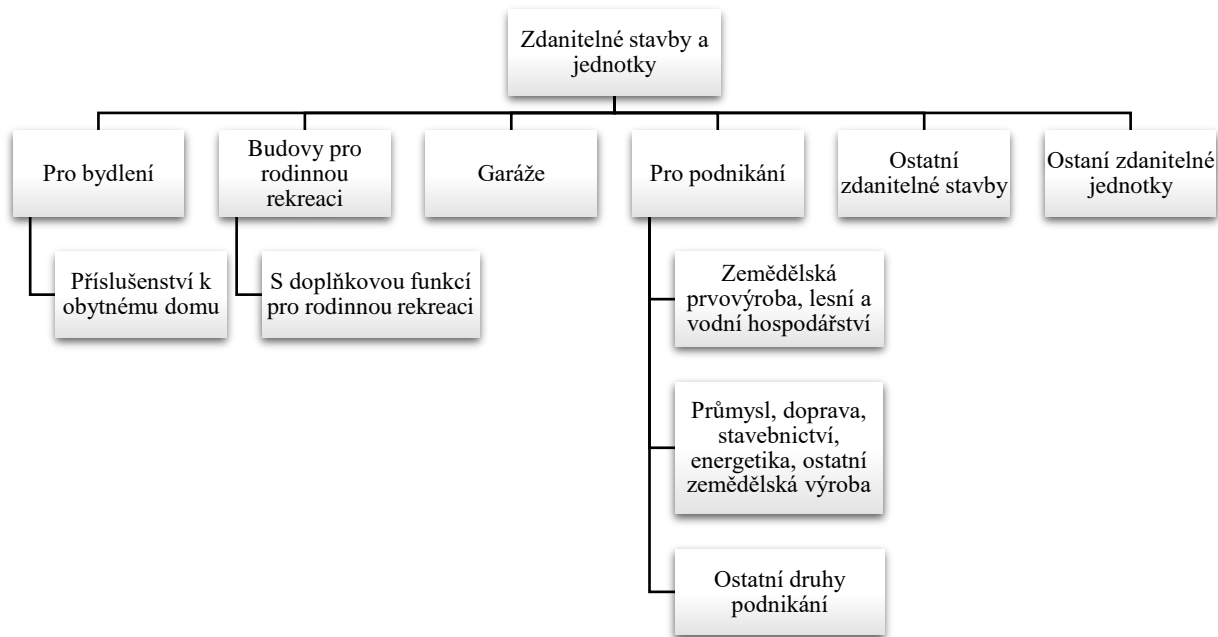 Zdanitelné stavby a
jednotky
Pro bydlení
Budovy pro
rodinnou
rekreaci
Garáže
Pro podnikání
Ostatní
zdanitelné stavby
Ostaní zdanitelné
jednotky
Příslušenství k
obytnému domu
S doplňkovou funkcí
pro rodinnou rekreaci
Zemědělská
prvovýroba, lesní a
vodní hospodářství
Průmysl, doprava,
stavebnictví,
energetika, ostatní
zemědělská výroba
Ostatní druhy
podnikání